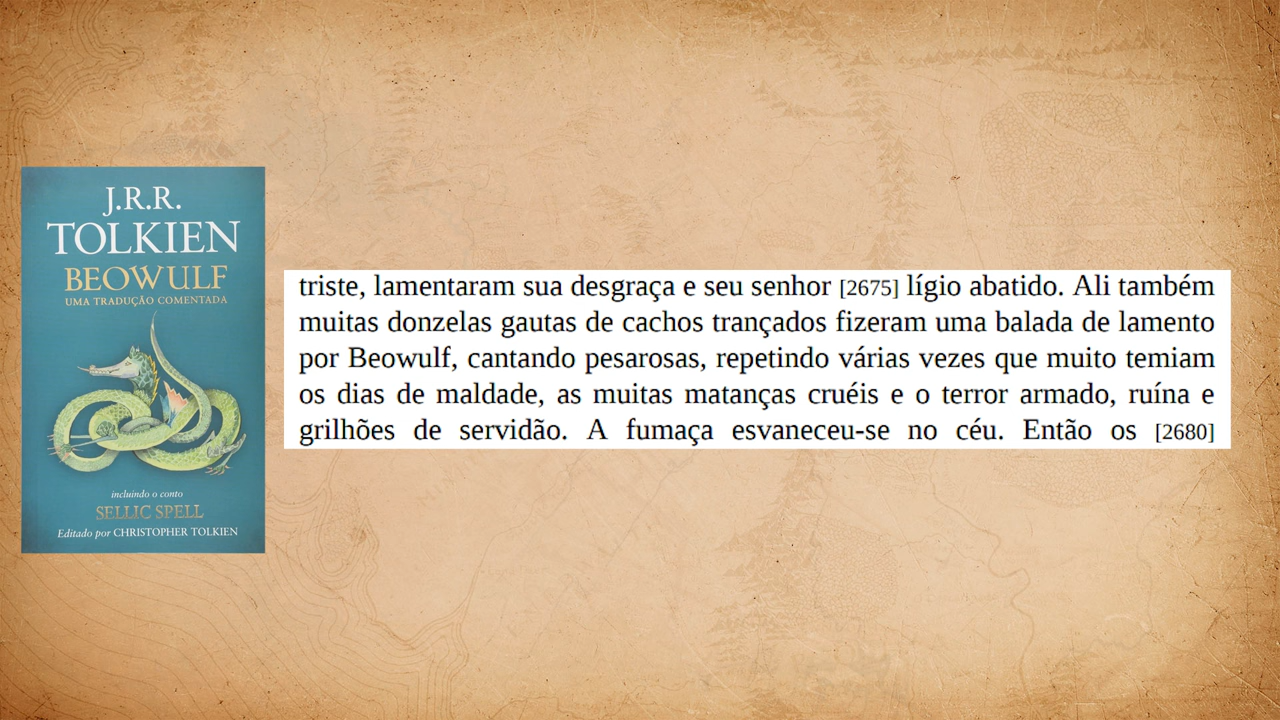 J.R.R.
TOLKIEN
BEOWULF
UMA TRADUÇÃO COMENTADA
incluindo o conto
SELLIC SPELL
Editado por CHRISTOPHER TOLKIEN
triste, lamentaram sua desgraça e seu senhor [2675] lígio abatido. Ali também
muitas donzelas gautas de cachos trançados fizeram uma balada de lamento
por Beowulf, cantando pesarosas, repetindo várias vezes que muito temiam
os dias de maldade, as muitas matanças cruéis e o terror armado, ruína e
grilhões de servidão. A fumaça esvaneceu-se no céu. Então os [2680]